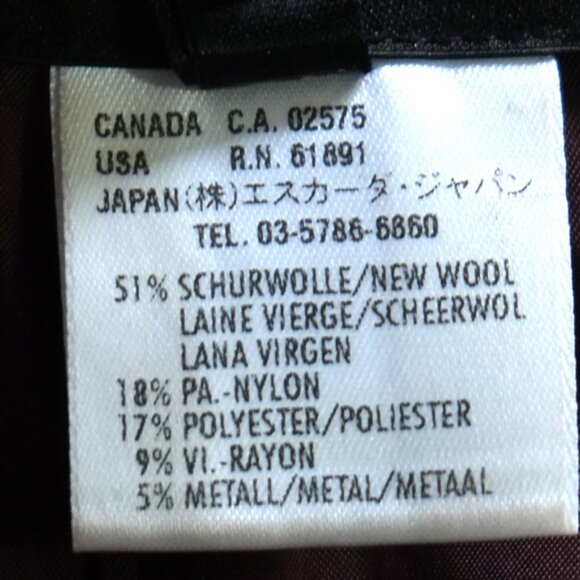 CANADA C.A. 02575
USA R.N. 61891
JAPAN(株)エスカーダ・ジャパン
TEL. 03-5786-6860
51% SCHURWOLLE/NEW WOOL
LAINE VIERGE/SCHEERWOL
LANA VIRGEN
18% PA.-NYLON
17% POLYESTER/POLIESTER
9% VI.-RAYON
5% METALL/METAL/METAAL